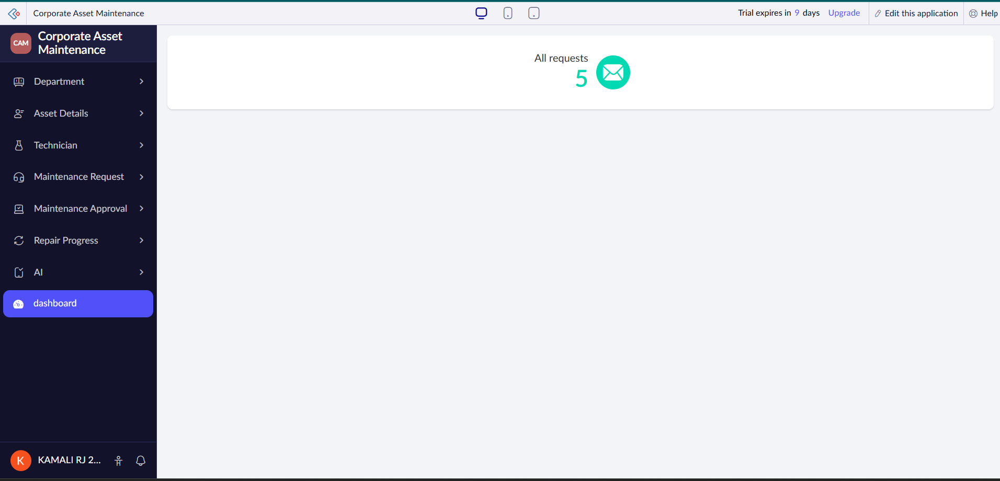 Corporate Asset Maintenance
Trial expires in 9 days Upgrade
Edit this application
Help
CAM
Corporate Asset
Maintenance
Department
Asset Details
Technician
Maintenance Request
Maintenance Approval
Repair Progress
AI
dashboard
K
KAMALI RJ 2...
All requests
5